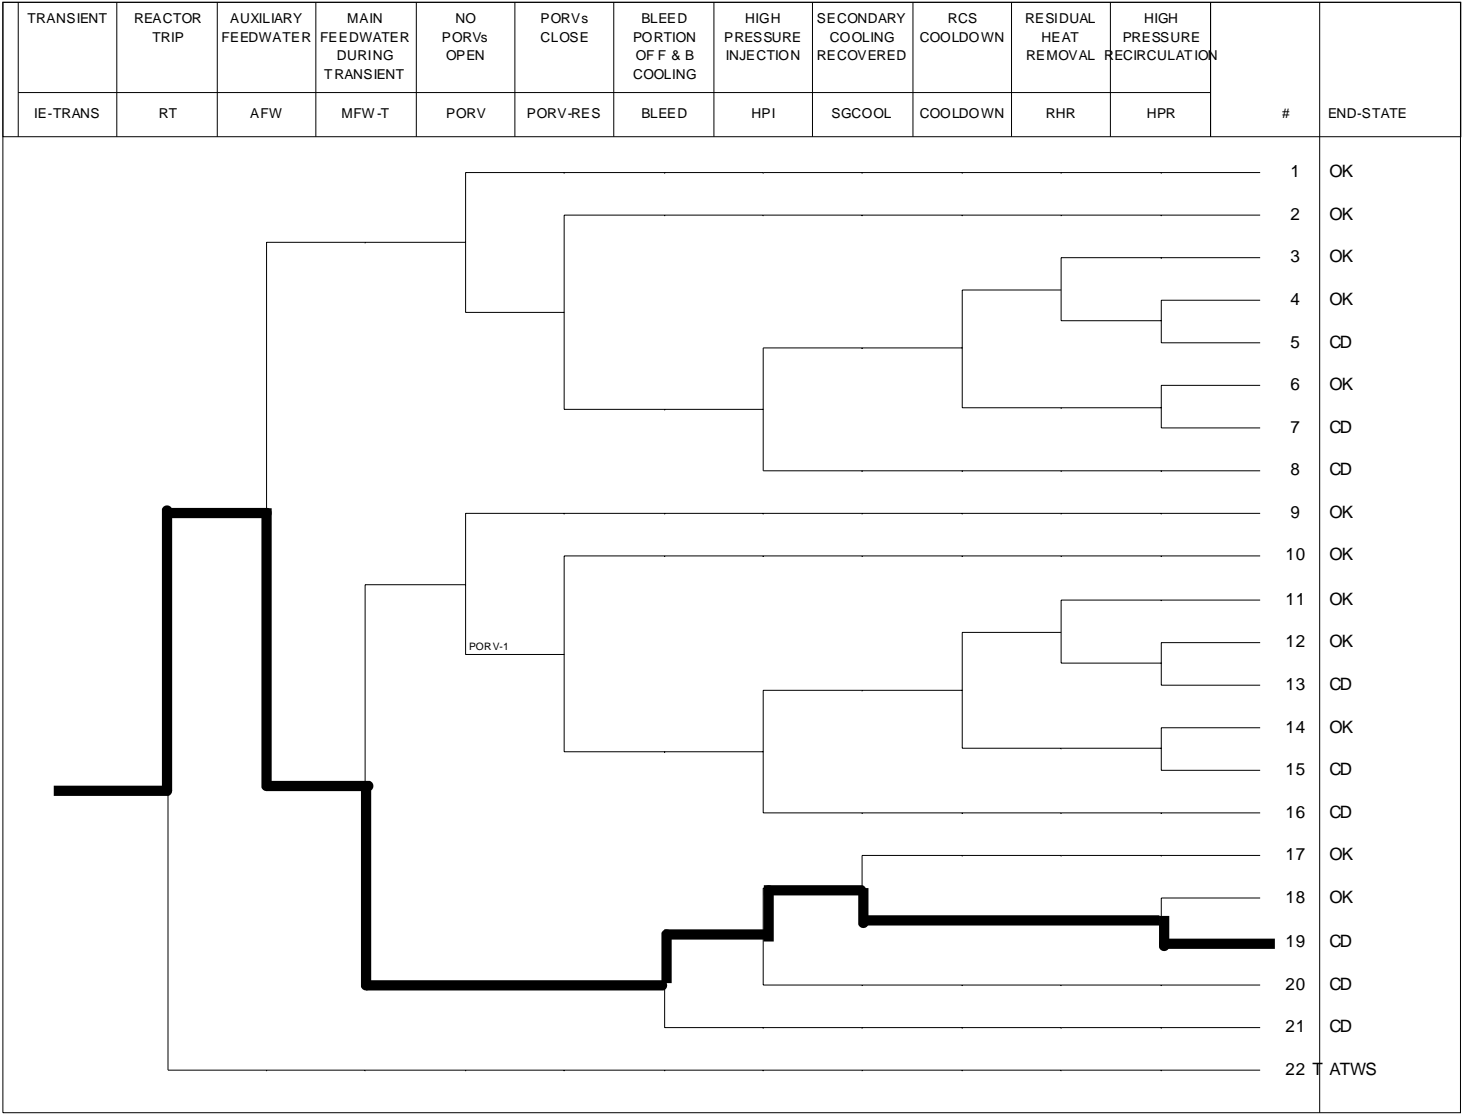 TRANSIENT
REACTOR
TRIP
AUXILIARY
FEEDWATER
MAIN
FEEDWATER
DURING
TRANSIENT
NO
PORVs
OPEN
PORVs
CLOSE
BLEED
PORTION
OF F & B
COOLING
HIGH
PRESSURE
INJECTION
SECONDARY
COOLING
RECOVERED
RCS
COOLDOWN
RESIDUAL
HEAT
REMOVAL
HIGH
PRESSURE
RECIRCULATION
IE-TRANS RT AFW MFW-T PORV PORV-RES BLEED HPI SGCOOL COOLDOWN RHR HPR # END-STATE
1 OK
2 OK
3 OK
4 OK
5 CD
6 OK
7 CD
8 CD
9 OK
10 OK
11 OK
12 OK
PORV-1
13 CD
14 OK
15 CD
16 CD
17 OK
18 OK
19 CD
20 CD
21 CD
22 T ATWS